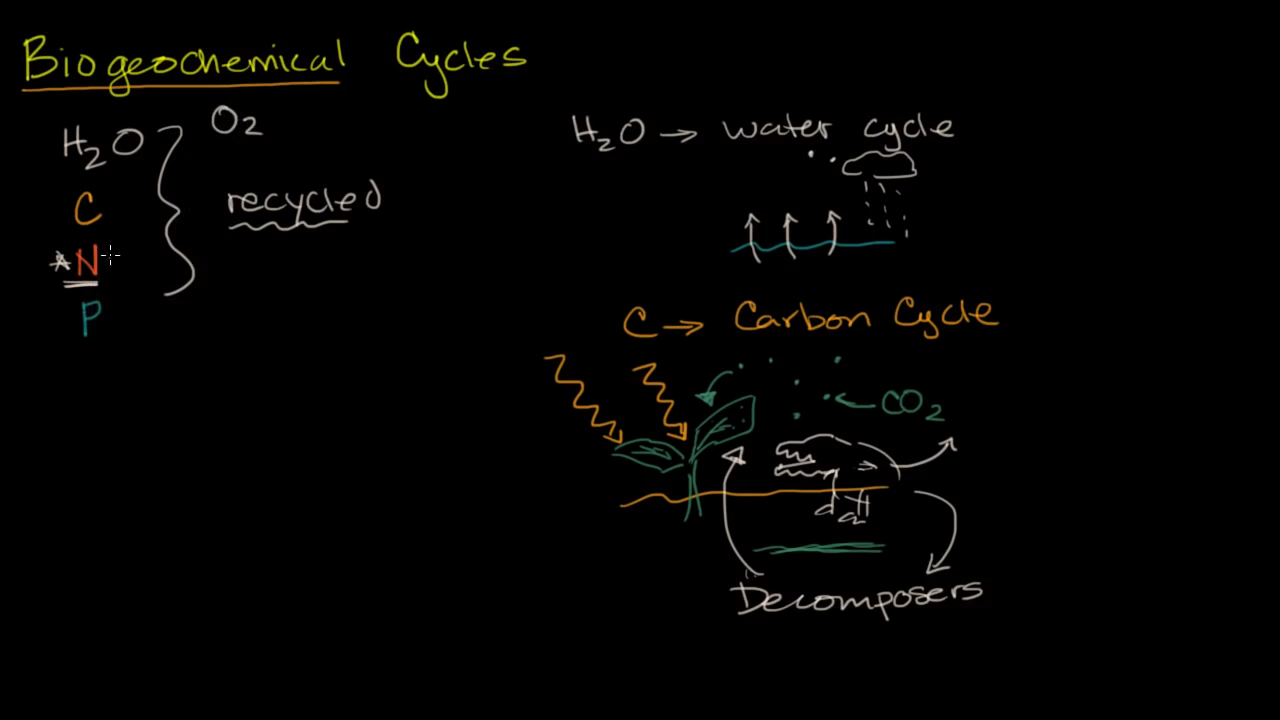 Biogeochemical Cycles
H₂O
O₂
C
recycled
*N
P
H₂O → water cycle
C → Carbon Cycle
CO₂
Decomposers